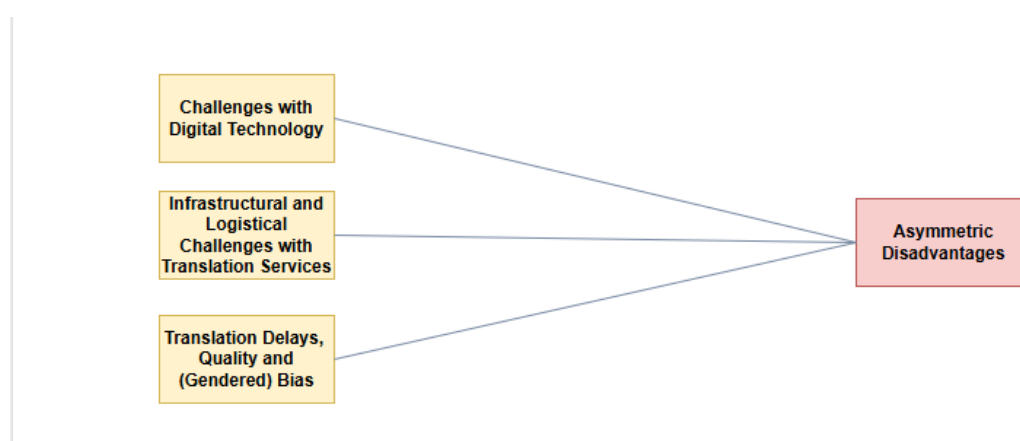 Challenges with
Digital Technology
Infrastructural and
Logistical
Challenges with
Translation Services
Translation Delays,
Quality and
(Gendered) Bias
Asymmetric
Disadvantages